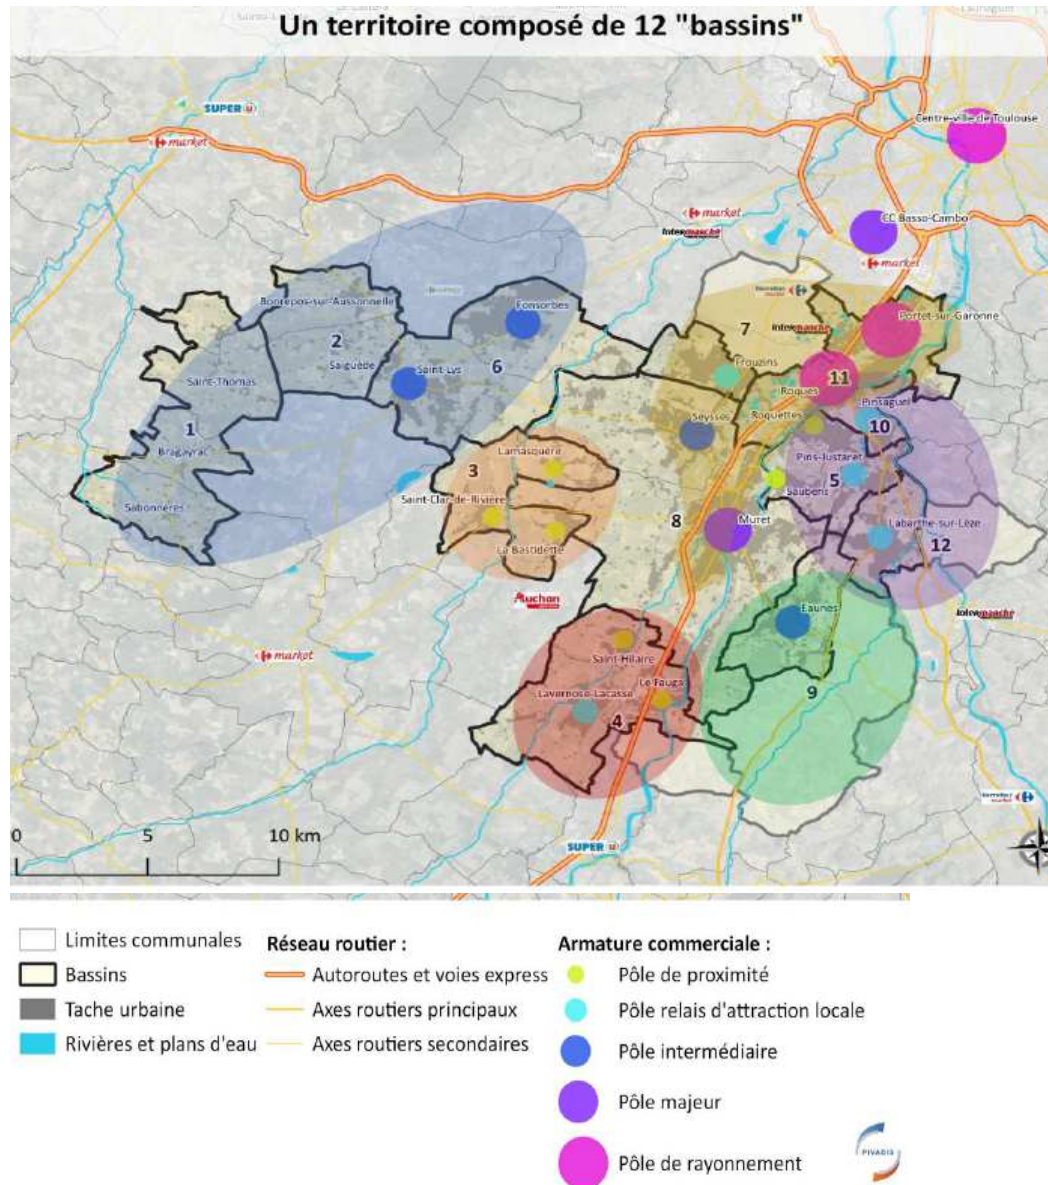 Un territoire composé de 12 "bassins"
SUPER U
market
Centre-ville de Toulouse
market
Intermarché
CC Basso-Cambo
market
Bonrepos-sur-Aussonnelle
Fonsorbes
7
Portet-sur-Garonne
Intermarché
2
Saiguède
Saint-Lys
6
Saint-Thomas
Frouzins
11
Roques
Pinsaguel
Roquettes
Seysses
10
1
Bragayrac
Lamasquère
3
Pins-Justaret
5
Saint-Clar-de-Rivière
Saubens
Sabonnères
8
Muret
Labarthe-sur-Lèze
La Bastidette
12
Auchan
Intermarché
Eaunes
market
Saint-Hilaire
Le Fauga
Lavernose-Lacasse
4
9
0 5 10 km
SUPER U
Limites communales
Bassins
Tache urbaine
Rivières et plans d'eau
Réseau routier :
Autoroutes et voies express
Axes routiers principaux
Axes routiers secondaires
Armature commerciale :
Pôle de proximité
Pôle relais d'attraction locale
Pôle intermédiaire
Pôle majeur
Pôle de rayonnement
PIVADIS